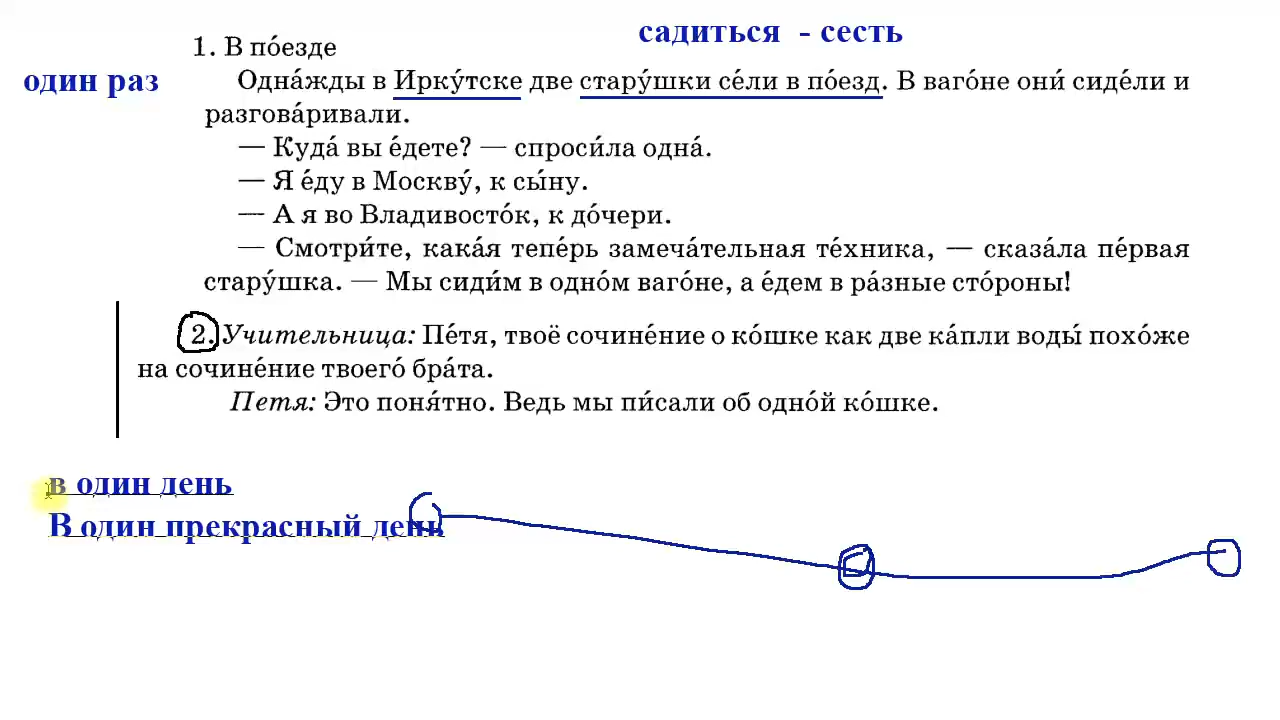 садиться - сесть
1. В по́езде
один раз
Одна́жды в Ирку́тске две стару́шки се́ли в по́езд. В ваго́не они́ сиде́ли и
разгова́ривали.
— Куда́ вы е́дете? — спроси́ла одна́.
— Я е́ду в Москву́, к сы́ну.
— А я во Владивосто́к, к до́чери.
— Смотри́те, кака́я тепе́рь замеча́тельная те́хника, — сказа́ла пе́рвая
стару́шка. — Мы сиди́м в одно́м ваго́не, а е́дем в ра́зные сто́роны!
2. Учительница: Пе́тя, твоё сочине́ние о ко́шке как две ка́пли воды́ похо́же
на сочине́ние твоего́ бра́та.
Петя: Это поня́тно. Ведь мы пи́сали об одно́й ко́шке.
в один день
В один прекрасный день